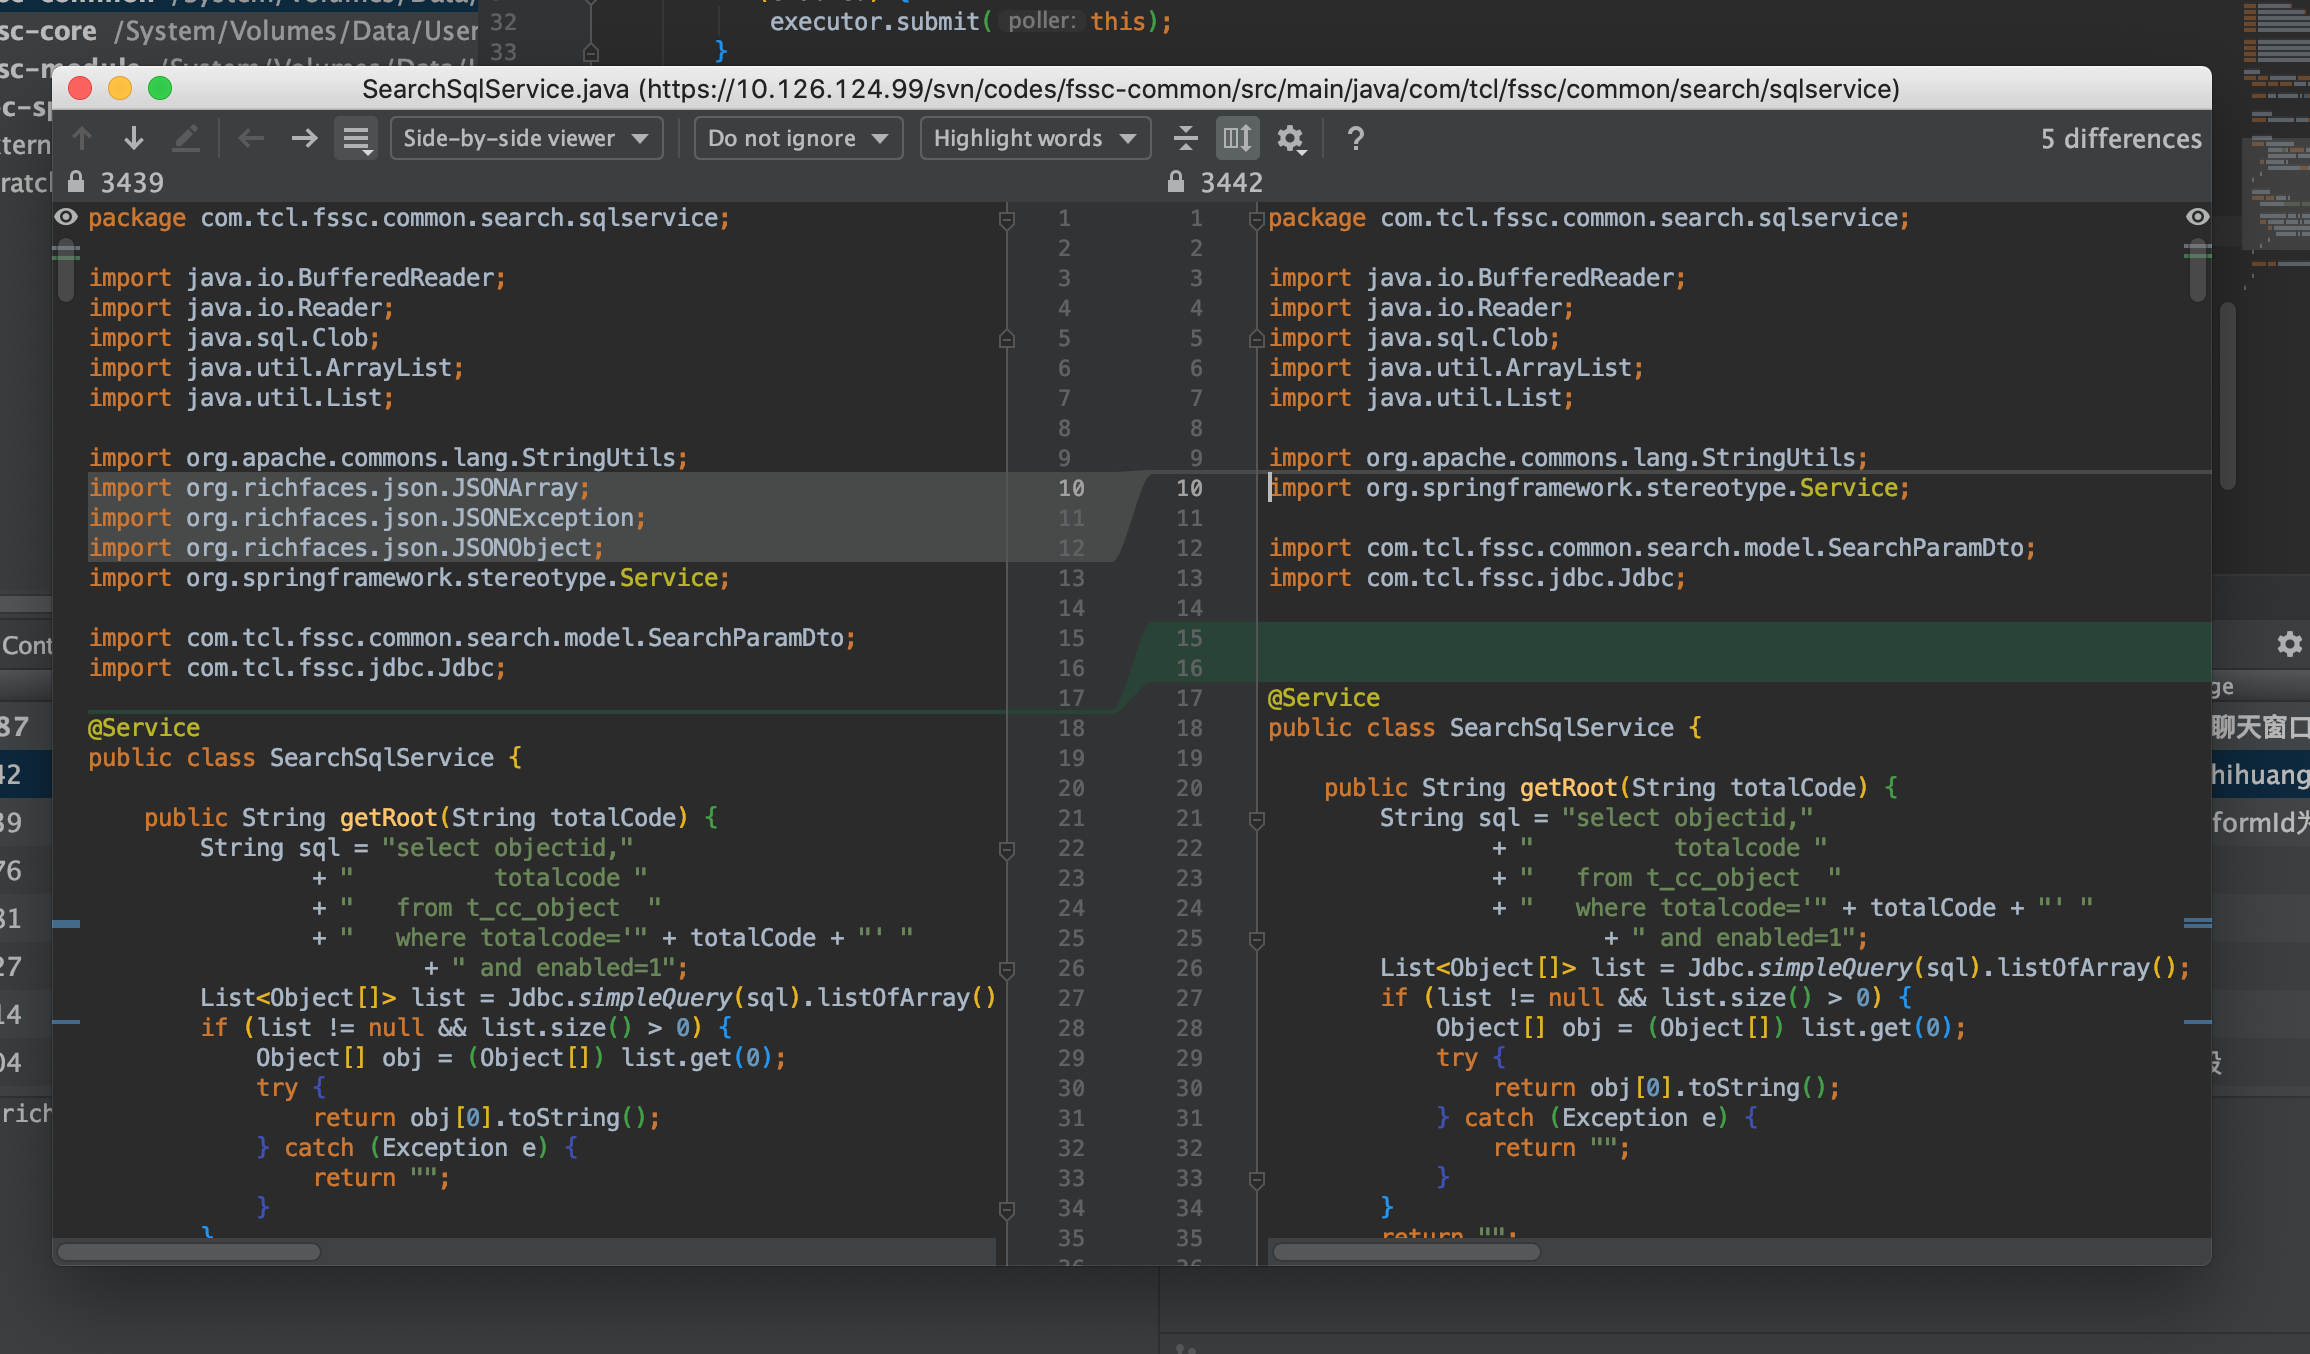 sc-core /System/Volumes/Data/User
32 executor.submit( poller: this);
33 }
SearchSqlService.java (https://10.126.124.99/svn/codes/fssc-common/src/main/java/com/tcl/fssc/common/search/sqlservice)
Side-by-side viewer Do not ignore Highlight words ? 5 differences
3439
1 package com.tcl.fssc.common.search.sqlservice;
2
3 import java.io.BufferedReader;
4 import java.io.Reader;
5 import java.sql.Clob;
6 import java.util.ArrayList;
7 import java.util.List;
8
9 import org.apache.commons.lang.StringUtils;
10 import org.richfaces.json.JSONArray;
11 import org.richfaces.json.JSONException;
12 import org.richfaces.json.JSONObject;
13 import org.springframework.stereotype.Service;
14
15 import com.tcl.fssc.common.search.model.SearchParamDto;
16 import com.tcl.fssc.jdbc.Jdbc;
17
18 @Service
19 public class SearchSqlService {
20
21 public String getRoot(String totalCode) {
22 String sql = "select objectid,"
23 + "          totalcode "
24 + "   from t_cc_object  "
25 + "   where totalcode='" + totalCode + "' "
26 + " and enabled=1";
27 List<Object[]> list = Jdbc.simpleQuery(sql).listOfArray()
28 if (list != null && list.size() > 0) {
29 Object[] obj = (Object[]) list.get(0);
30 try {
31 return obj[0].toString();
32 } catch (Exception e) {
33 return "";
34 }
35 }
3442
1 package com.tcl.fssc.common.search.sqlservice;
2
3 import java.io.BufferedReader;
4 import java.io.Reader;
5 import java.sql.Clob;
6 import java.util.ArrayList;
7 import java.util.List;
8
9 import org.apache.commons.lang.StringUtils;
10 import org.springframework.stereotype.Service;
11
12 import com.tcl.fssc.common.search.model.SearchParamDto;
13 import com.tcl.fssc.jdbc.Jdbc;
14
15
16
17 @Service
18 public class SearchSqlService {
19
20 public String getRoot(String totalCode) {
21 String sql = "select objectid,"
22 + "          totalcode "
23 + "   from t_cc_object  "
24 + "   where totalcode='" + totalCode + "' "
25 + " and enabled=1";
26 List<Object[]> list = Jdbc.simpleQuery(sql).listOfArray();
27 if (list != null && list.size() > 0) {
28 Object[] obj = (Object[]) list.get(0);
29 try {
30 return obj[0].toString();
31 } catch (Exception e) {
32 return "";
33 }
34 }
35 return "";
Cont
87
42
39
76
81
27
14
04
rich
ge
聊天窗口
hihuang
formId为